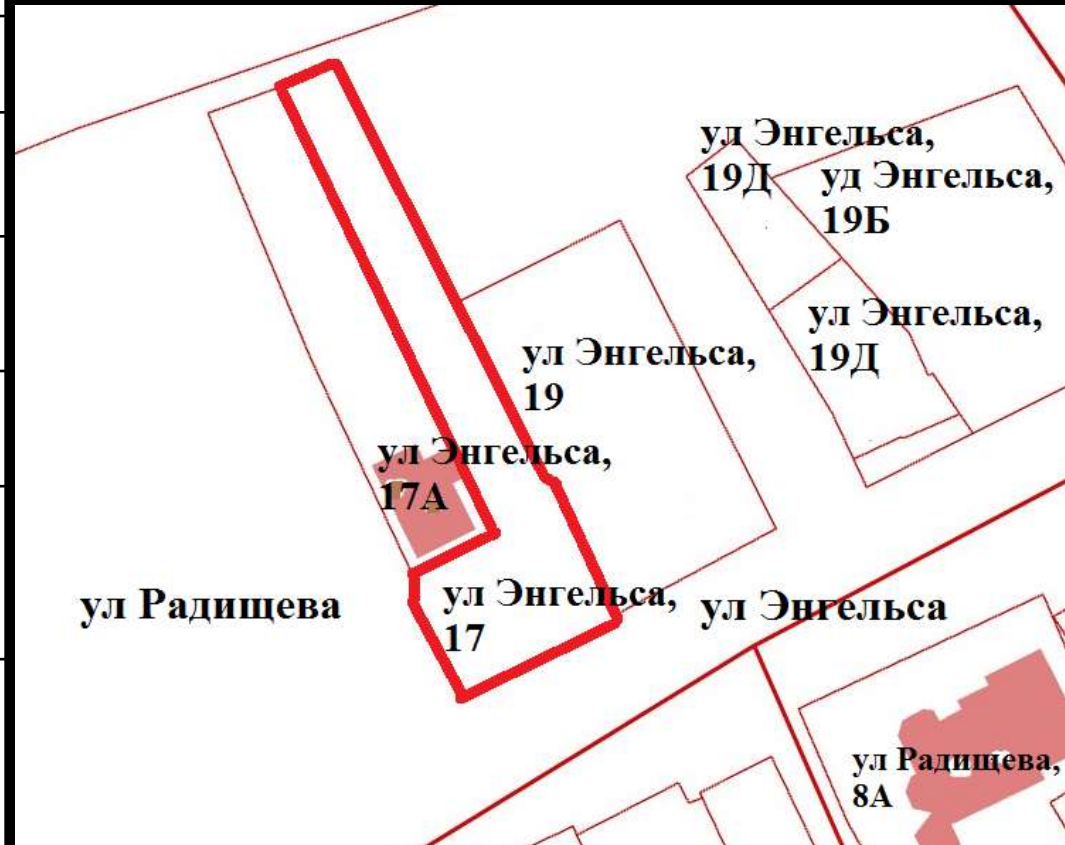 ул Энгельса,
19Д
уд Энгельса,
19Б
ул Энгельса,
19Д
ул Энгельса,
19
ул Энгельса,
17А
ул Радищева
ул Энгельса,
17
ул Энгельса
ул Радищева,
8А